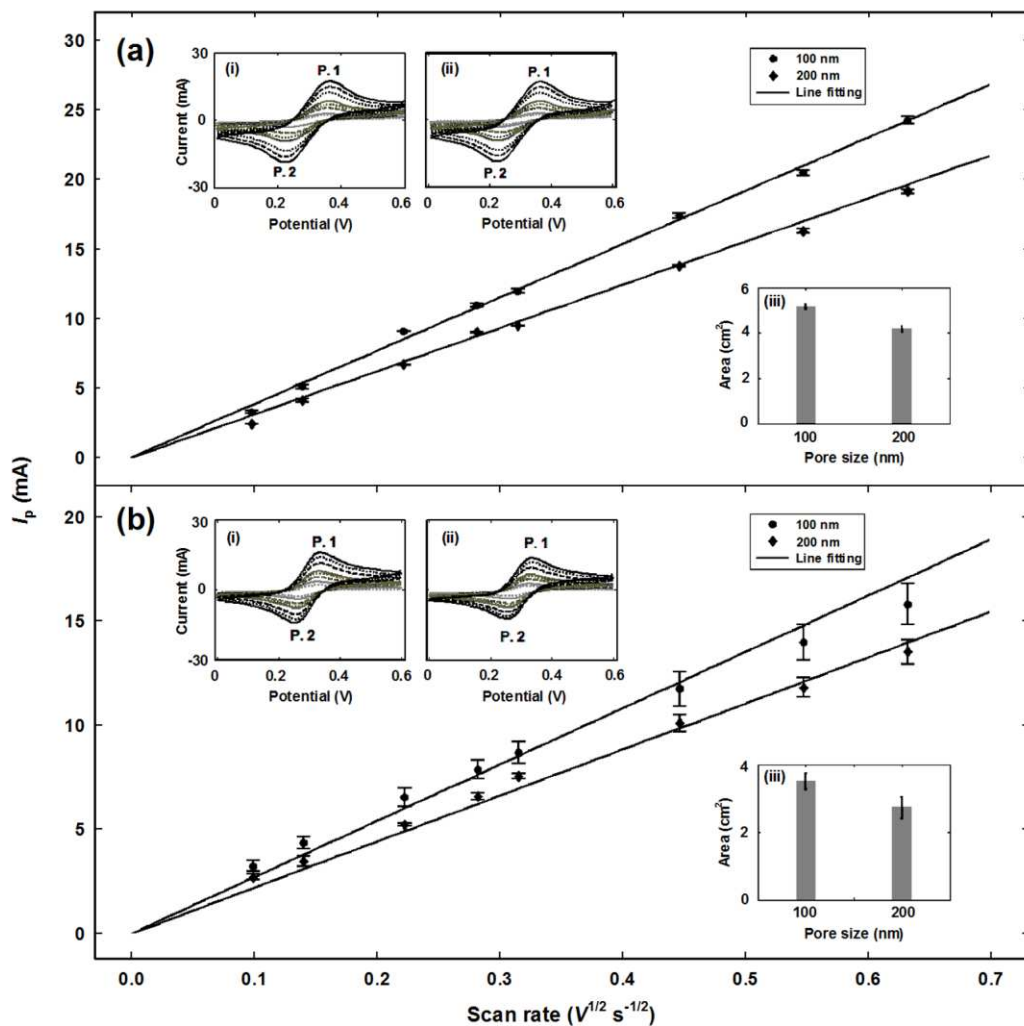 (a)
30
25
20
15
10
5
0
(i)
P. 1
P. 2
30
0
-30
Current (mA)
0 0.2 0.4 0.6
Potential (V)
(ii)
P. 1
P. 2
0 0.2 0.4 0.6
Potential (V)
100 nm
200 nm
Line fitting
(iii)
6
4
2
0
Area (cm²)
100 200
Pore size (nm)
Iₚ (mA)
(b)
20
15
10
5
0
(i)
P. 1
P. 2
30
0
-30
Current (mA)
0 0.2 0.4 0.6
Potential (V)
(ii)
P. 1
P. 2
0 0.2 0.4 0.6
Potential (V)
100 nm
200 nm
Line fitting
(iii)
4
2
0
Area (cm²)
100 200
Pore size (nm)
0.0 0.1 0.2 0.3 0.4 0.5 0.6 0.7
Scan rate (V^1/2 s^-1/2)